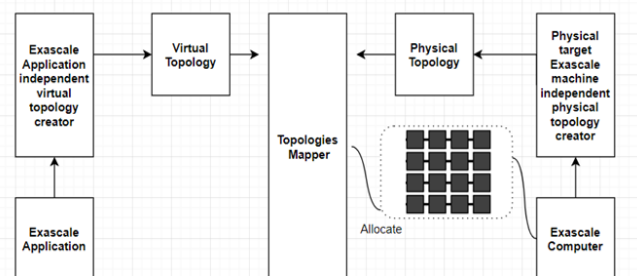 Exascale
Application
independent
virtual
topology
creator
Virtual
Topology
Physical
Topology
Physical
target
Exascale
machine
independent
physical
topology
creator
Topologies
Mapper
Allocate
Exascale
Application
Exascale
Computer